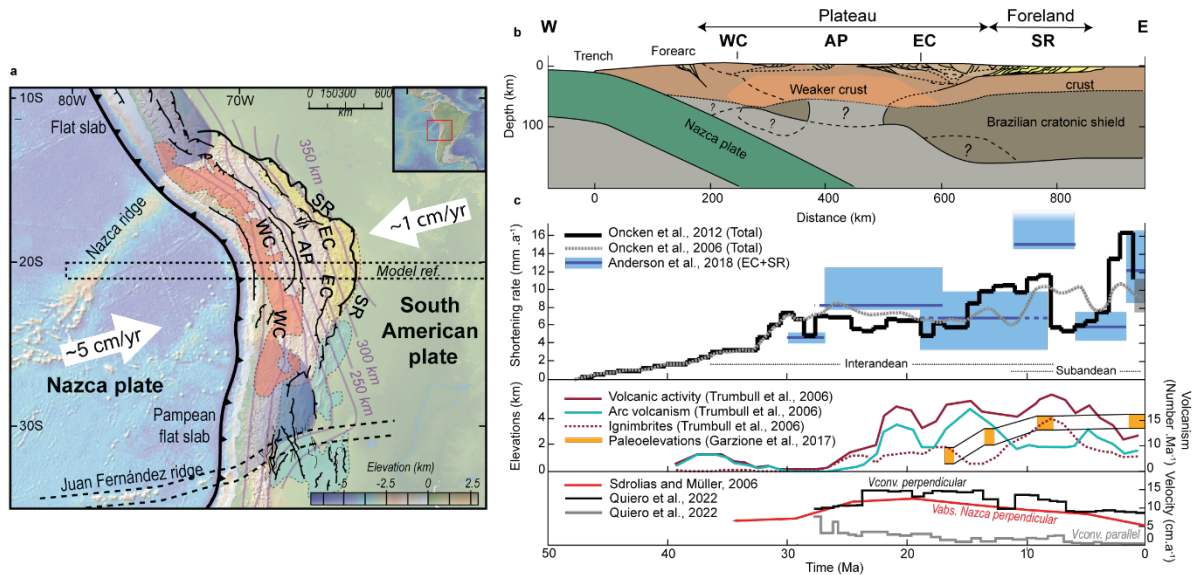 a
80°W
70°W
0 150300 600
km
10°S
Flat slab
350 km
SR
EC
~1 cm/yr
Nazca ridge
WC
AP
20°S
Model ref.
EC
SR
WC
South
American
plate
~5 cm/yr
Nazca plate
300 km
250 km
Pampean
flat slab
30°S
Juan Fernández ridge
Elevation (km)
-5 -2.5 0 2.5 5
b
W
Plateau
Foreland
E
WC AP EC SR
Trench
Forearc
Depth (km)
0
100
Weaker crust
crust
?
?
?
Nazca plate
Brazilian cratonic shield
0 200 400 600 800
Distance (km)
c
Shortening rate (mm.a⁻¹)
16
14
12
10
8
6
4
2
0
Oncken et al., 2012 (Total)
Oncken et al., 2006 (Total)
Anderson et al., 2018 (EC+SR)
Interandean
Subandean
Elevations (km)
4
2
0
Volcanic activity (Trumbull et al., 2006)
Arc volcanism (Trumbull et al., 2006)
Ignimbrites (Trumbull et al., 2006)
Paleoelevations (Garzione et al., 2017)
Volcanism
(Number .Ma⁻¹)
15
10
5
0
Sdrolias and Müller, 2006
Quiero et al., 2022
Quiero et al., 2022
Vconv. perpendicular
Vabs. Nazca perpendicular
Vconv. parallel
Velocity (cm.a⁻¹)
15
10
5
0
50 40 30 20 10 0
Time (Ma)